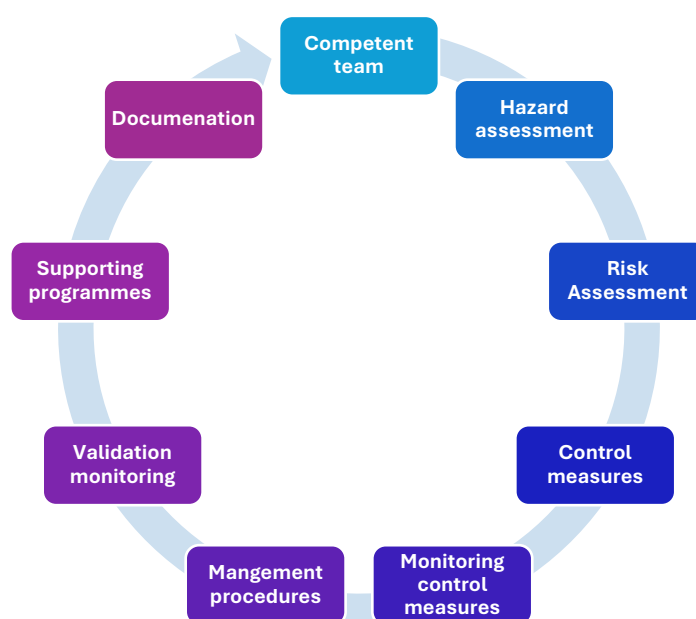 Competent
team
Hazard
assessment
Risk
Assessment
Control
measures
Monitoring
control
measures
Mangement
procedures
Validation
monitoring
Supporting
programmes
Documenation